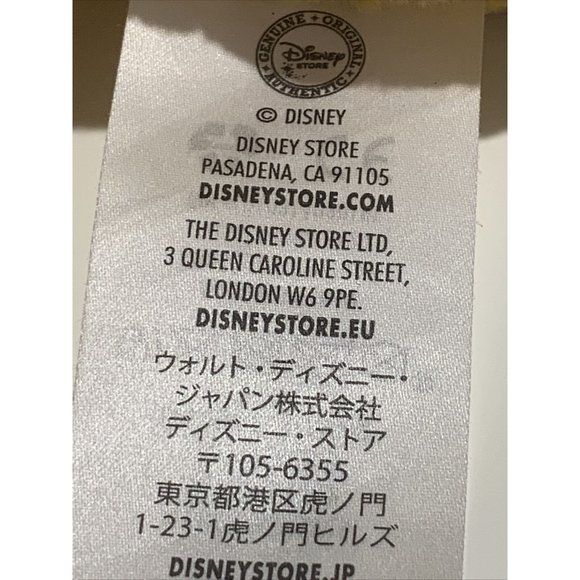 GENUINE • ORIGINAL
Disney
STORE
AUTHENTIC
© DISNEY
DISNEY STORE
PASADENA, CA 91105
DISNEYSTORE.COM
THE DISNEY STORE LTD,
3 QUEEN CAROLINE STREET,
LONDON W6 9PE.
DISNEYSTORE.EU
ウォルト・ディズニー・
ジャパン株式会社
ディズニー・ストア
〒105-6355
東京都港区虎ノ門
1-23-1虎ノ門ヒルズ
DISNEYSTORE.JP